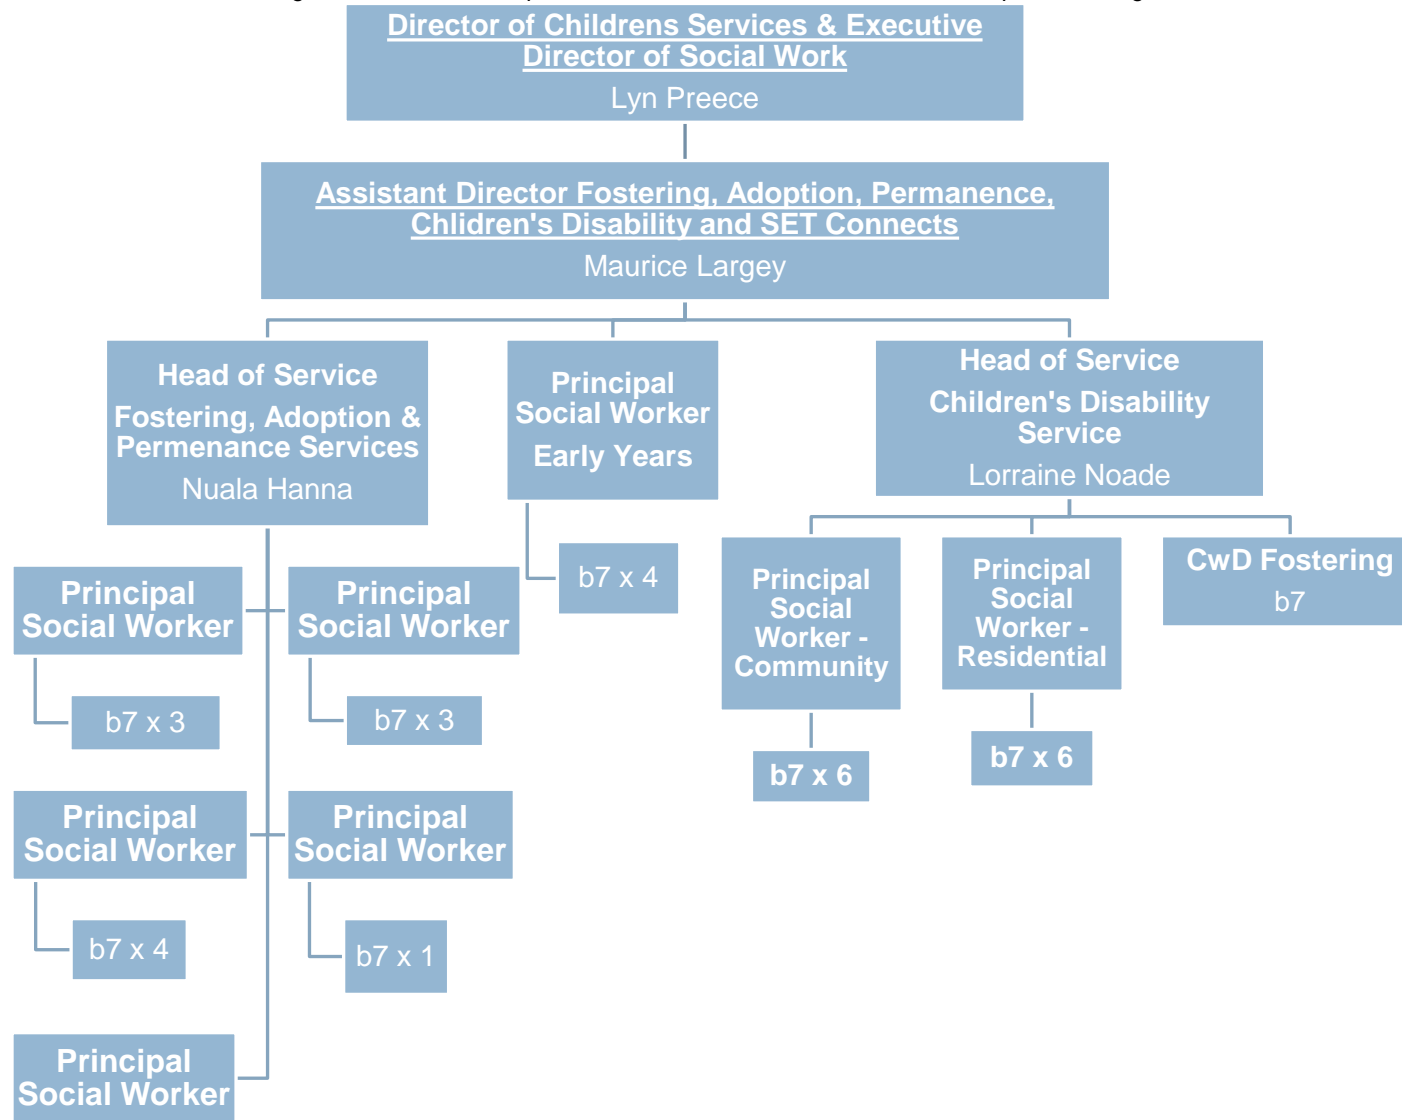 Director of Childrens Services & Executive
Director of Social Work
Lyn Preece
Assistant Director Fostering, Adoption, Permanence,
Chlidren's Disability and SET Connects
Maurice Largey
Head of Service
Fostering, Adoption &
Permenance Services
Nuala Hanna
Principal
Social Worker
b7 x 3
Principal
Social Worker
b7 x 3
Principal
Social Worker
b7 x 4
Principal
Social Worker
b7 x 1
Principal
Social Worker
Principal
Social Worker
Early Years
b7 x 4
Head of Service
Children's Disability
Service
Lorraine Noade
Principal
Social
Worker -
Community
b7 x 6
Principal
Social
Worker -
Residential
b7 x 6
CwD Fostering
b7